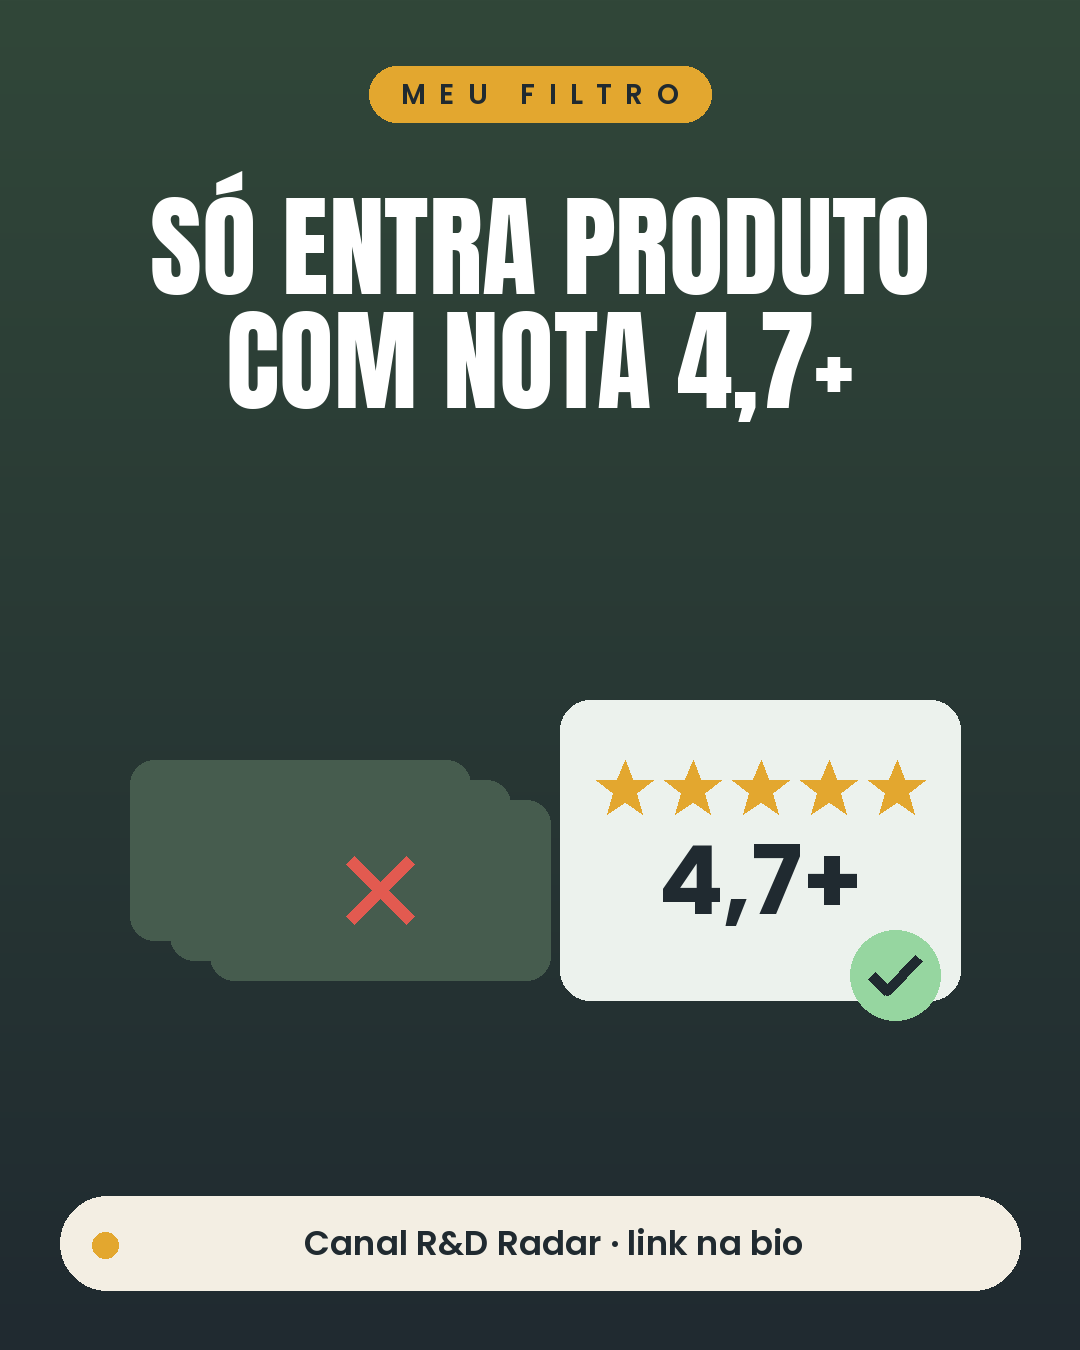 MEU FILTRO
SÓ ENTRA PRODUTO
COM NOTA 4,7+
4,7+
Canal R&D Radar · link na bio